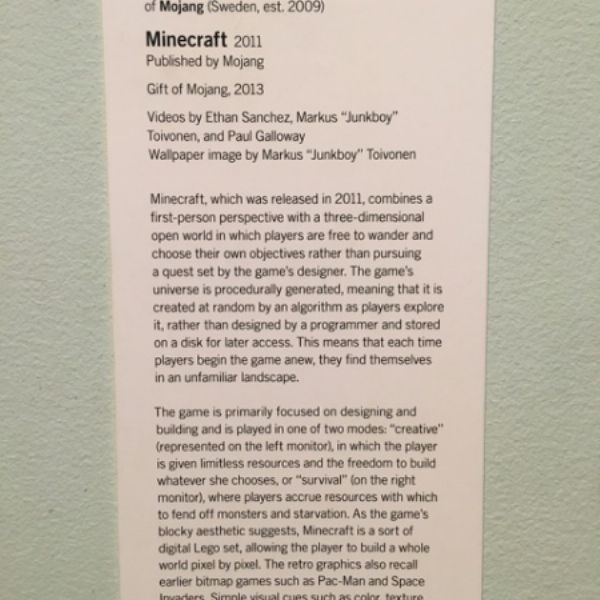 of Mojang (Sweden, est. 2009)
Minecraft 2011
Published by Mojang
Gift of Mojang, 2013
Videos by Ethan Sanchez, Markus “Junkboy”
Toivonen, and Paul Galloway
Wallpaper image by Markus “Junkboy” Toivonen
Minecraft, which was released in 2011, combines a
first-person perspective with a three-dimensional
open world in which players are free to wander and
choose their own objectives rather than pursuing
a quest set by the game’s designer. The game’s
universe is procedurally generated, meaning that it is
created at random by an algorithm as players explore
it, rather than designed by a programmer and stored
on a disk for later access. This means that each time
players begin the game anew, they find themselves
in an unfamiliar landscape.
The game is primarily focused on designing and
building and is played in one of two modes: “creative”
(represented on the left monitor), in which the player
is given limitless resources and the freedom to build
whatever she chooses, or “survival” (on the right
monitor), where players accrue resources with which
to fend off monsters and starvation. As the game’s
blocky aesthetic suggests, Minecraft is a sort of
digital Lego set, allowing the player to build a whole
world pixel by pixel. The retro graphics also recall
earlier bitmap games such as Pac-Man and Space
Invaders. Simple visual cues such as color, texture